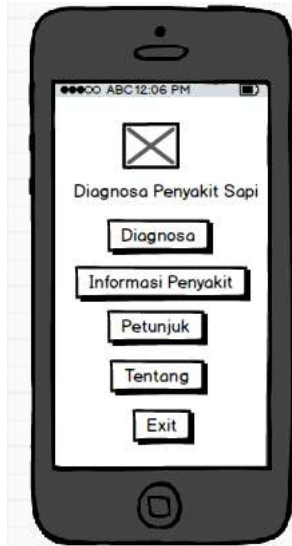 ABC 12:06 PM
Diagnosa Penyakit Sapi
Diagnosa
Informasi Penyakit
Petunjuk
Tentang
Exit